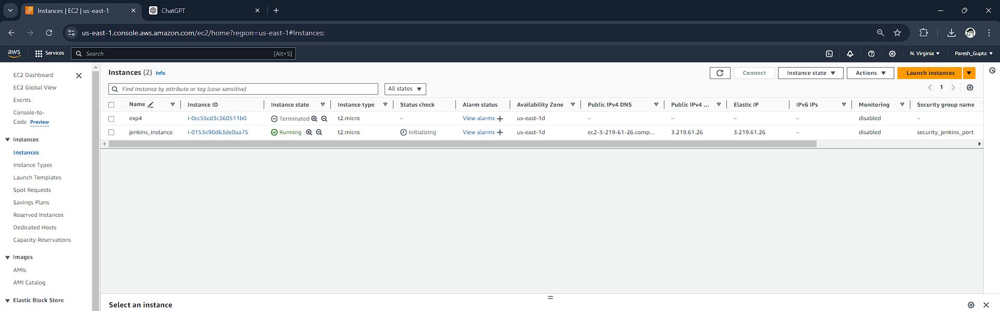 Instances | EC2 | us-east-1
ChatGPT
us-east-1.console.aws.amazon.com/ec2/home?region=us-east-1#Instances:
aws
Services
Search
[Alt+S]
N. Virginia
Paresh_Gupta
EC2 Dashboard
EC2 Global View
Events
Console-to-
Code Preview
Instances
Instances
Instance Types
Launch Templates
Spot Requests
Savings Plans
Reserved Instances
Dedicated Hosts
Capacity Reservations
Images
AMIs
AMI Catalog
Elastic Block Store
Instances (2) Info
Connect
Instance state
Actions
Launch instances
Find Instance by attribute or tag (case-sensitive)
All states
1
Name Instance ID Instance state Instance type Status check Alarm status Availability Zone Public IPv4 DNS Public IPv4 ... Elastic IP IPv6 IPs Monitoring Security group name
exp4 i-0cc55cd3c360511b0 Terminated t2.micro – View alarms us-east-1d – – – – disabled –
jenkins_instance i-0153e90d63de0aa75 Running t2.micro Initializing View alarms us-east-1d ec2-3-219-61-26.comp... 3.219.61.26 3.219.61.26 – disabled security_jenkins_port
Select an instance